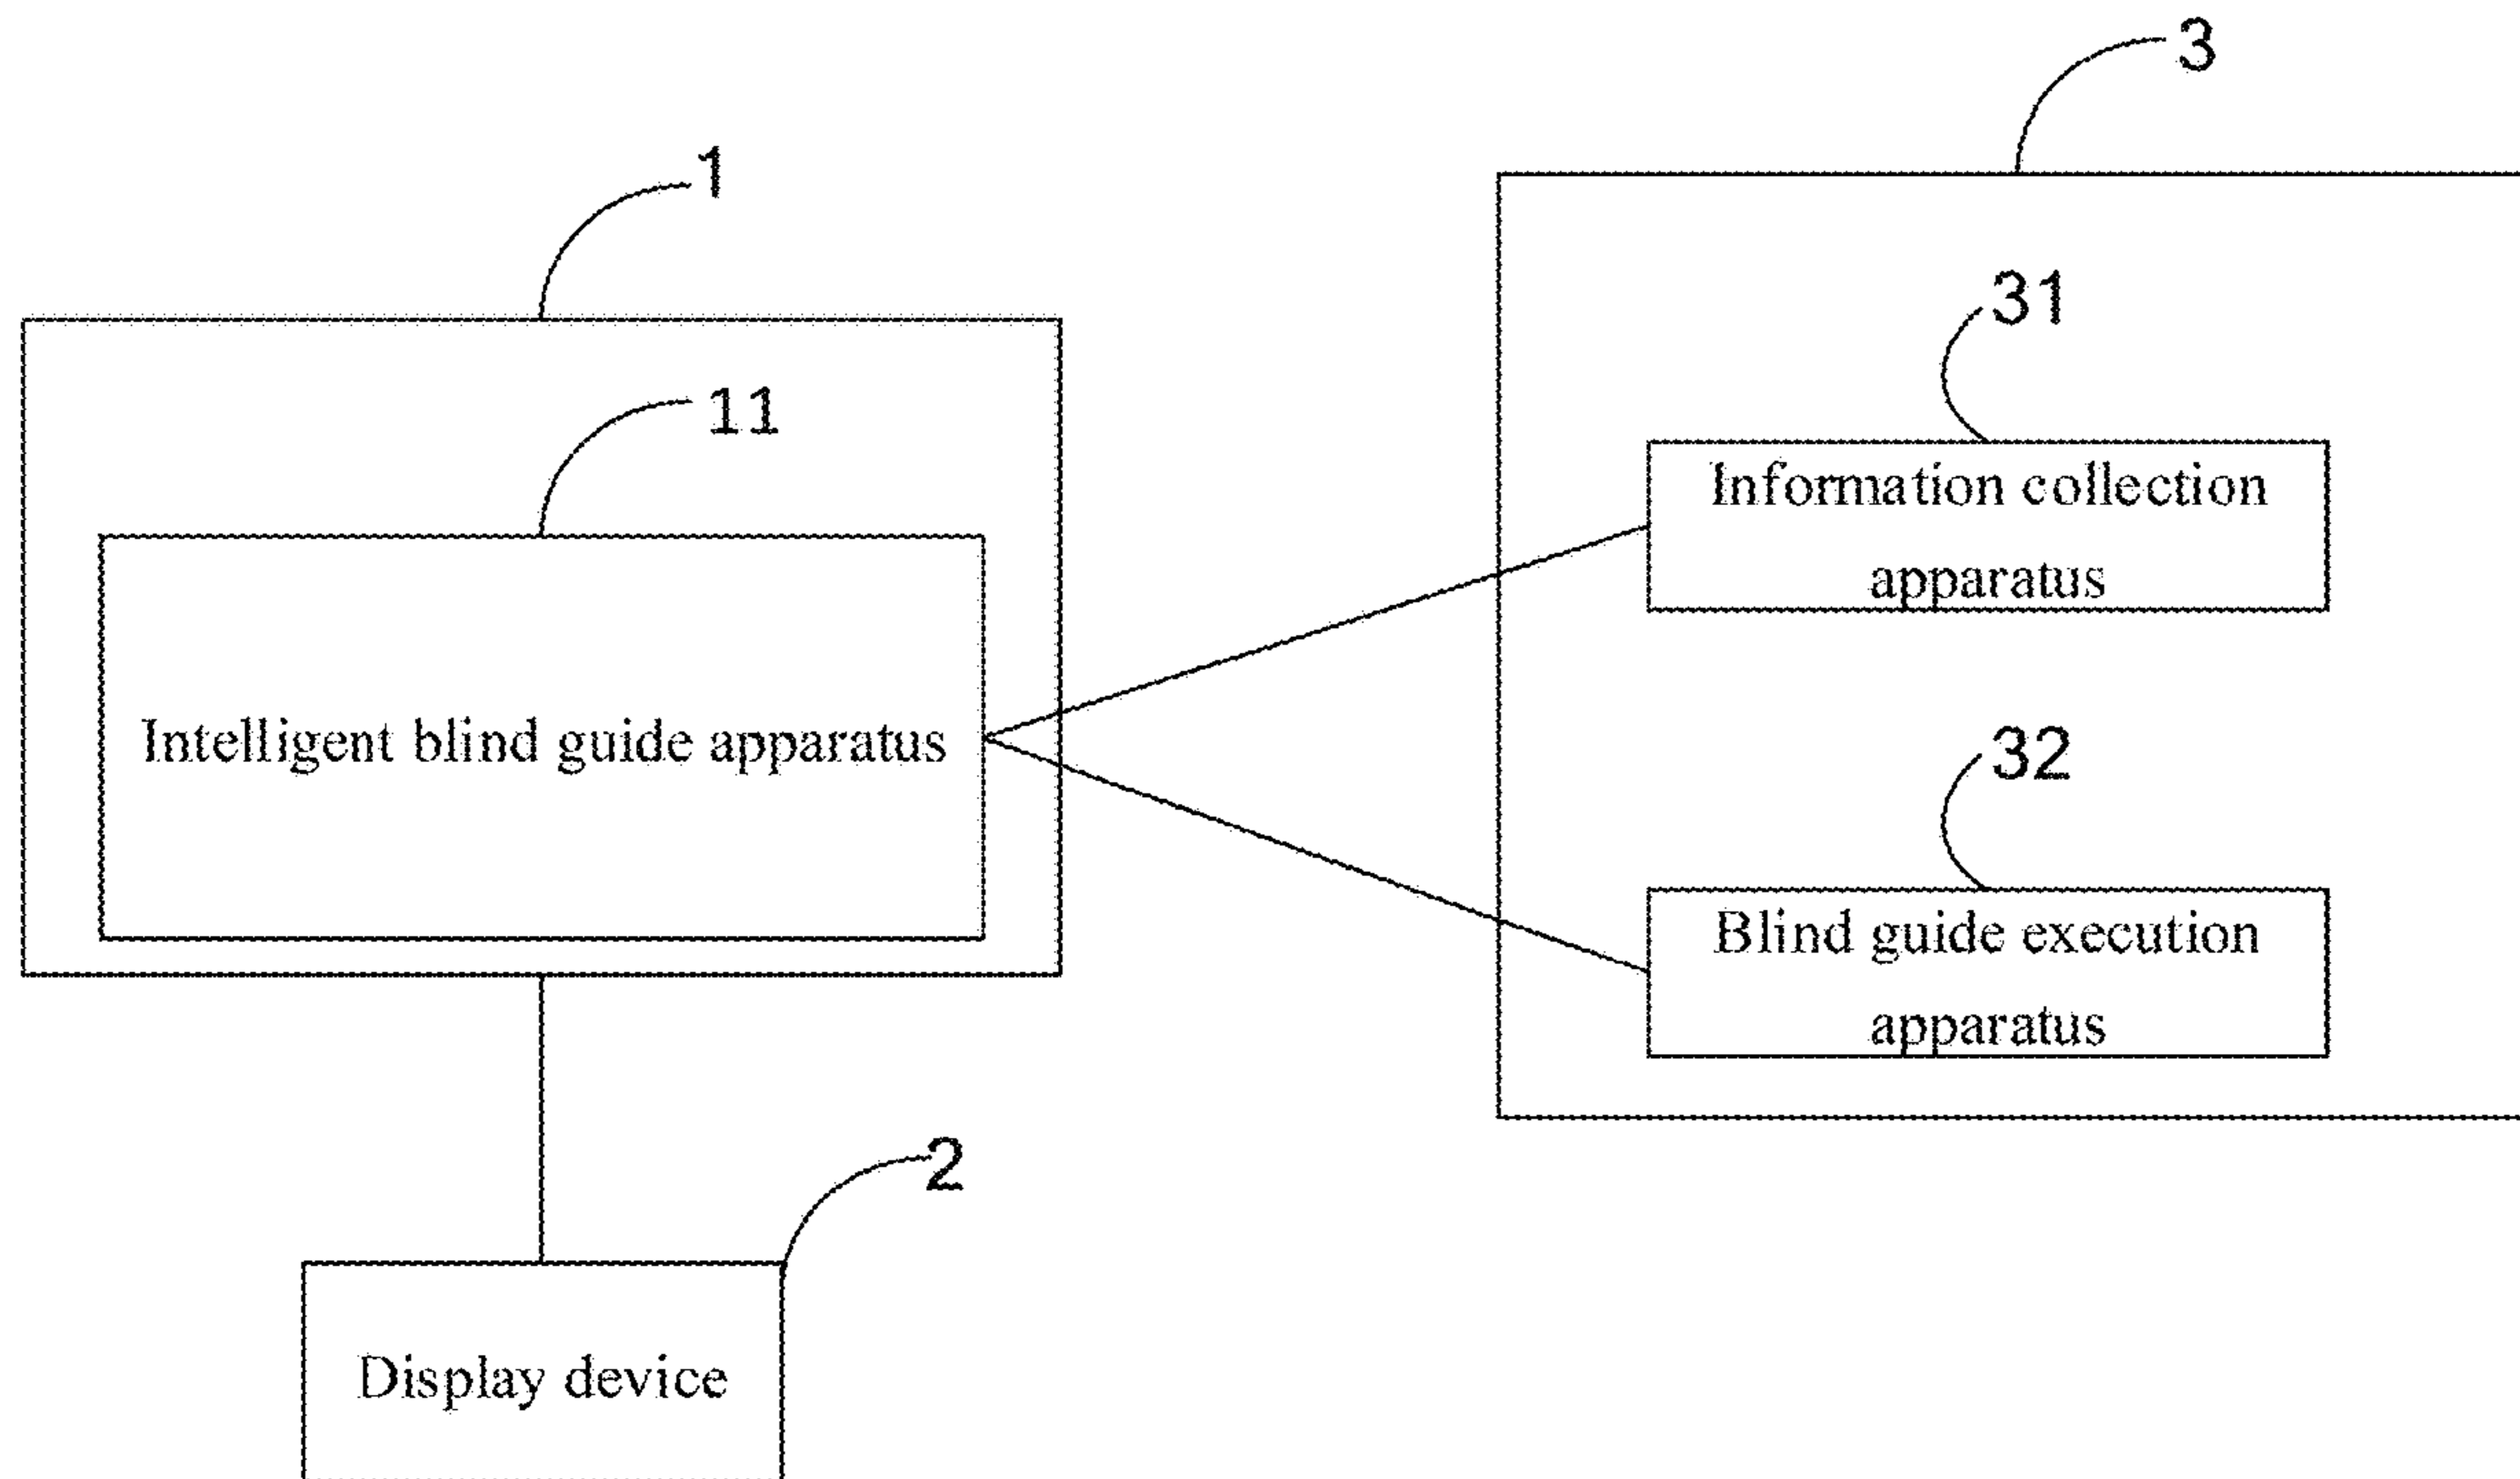 3
1
31
11
Information collection
apparatus
Intelligent blind guide apparatus
32
Blind guide execution
apparatus
2
Display device